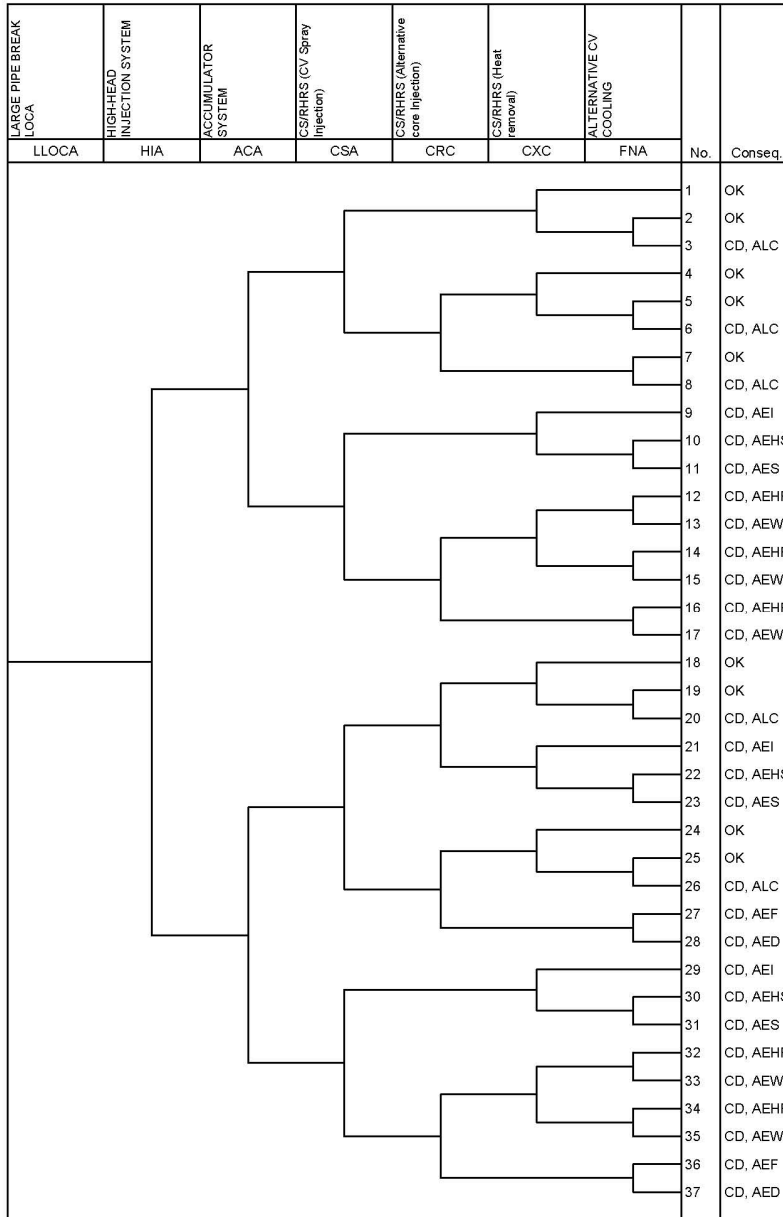 LARGE PIPE BREAK
LOCA
HIGH-HEAD
INJECTION SYSTEM
ACCUMULATOR
SYSTEM
CS/RHRS (CV Spray
Injection)
CS/RHRS (Alternative
core Injection)
CS/RHRS (Heat
removal)
ALTERNATIVE CV
COOLING
LLOCA HIA ACA CSA CRC CXC FNA No. Conseq.
1 OK
2 OK
3 CD, ALC
4 OK
5 OK
6 CD, ALC
7 OK
8 CD, ALC
9 CD, AEI
10 CD, AEHS
11 CD, AES
12 CD, AEHF
13 CD, AEW
14 CD, AEHF
15 CD, AEW
16 CD, AEHF
17 CD, AEW
18 OK
19 OK
20 CD, ALC
21 CD, AEI
22 CD, AEHS
23 CD, AES
24 OK
25 OK
26 CD, ALC
27 CD, AEF
28 CD, AED
29 CD, AEI
30 CD, AEHS
31 CD, AES
32 CD, AEHF
33 CD, AEW
34 CD, AEHF
35 CD, AEW
36 CD, AEF
37 CD, AED